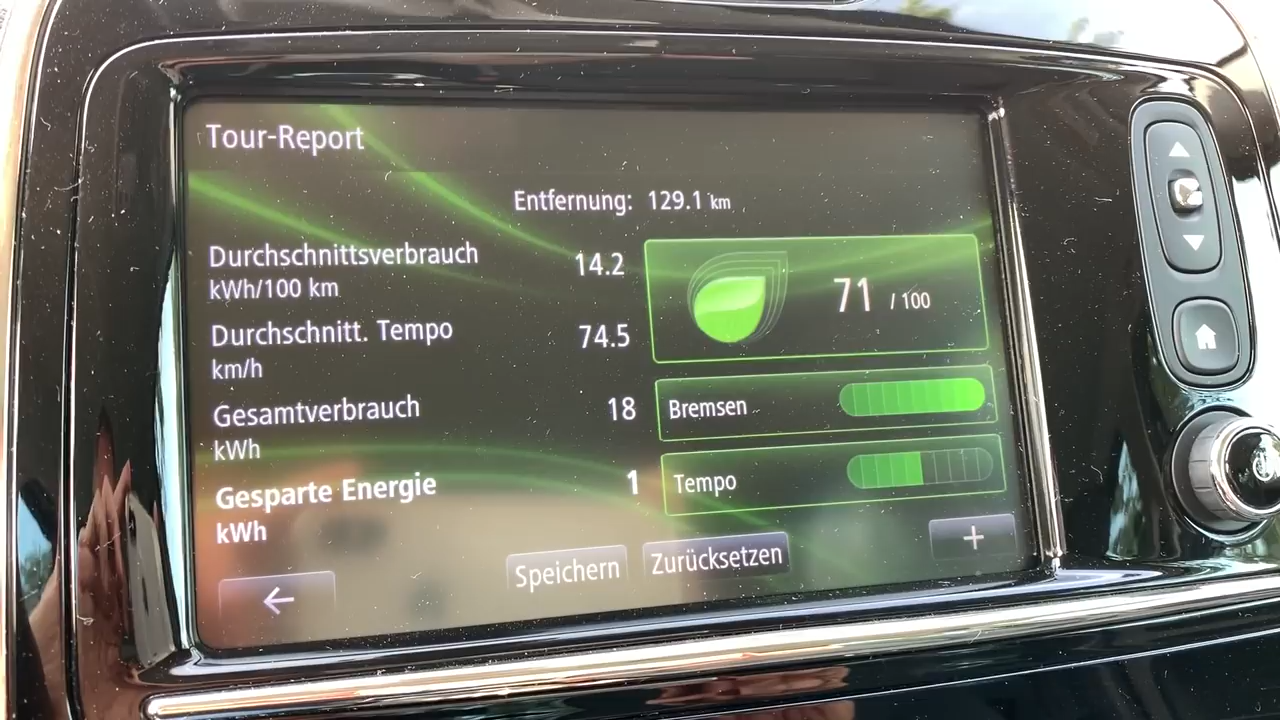 Tour-Report
Entfernung: 129.1 km
Durchschnittsverbrauch 14.2
kWh/100 km
71 / 100
Durchschnitt. Tempo 74.5
km/h
Gesamtverbrauch 18
kWh
Bremsen
Gesparte Energie 1
kWh
Tempo
Speichern
Zurücksetzen
+